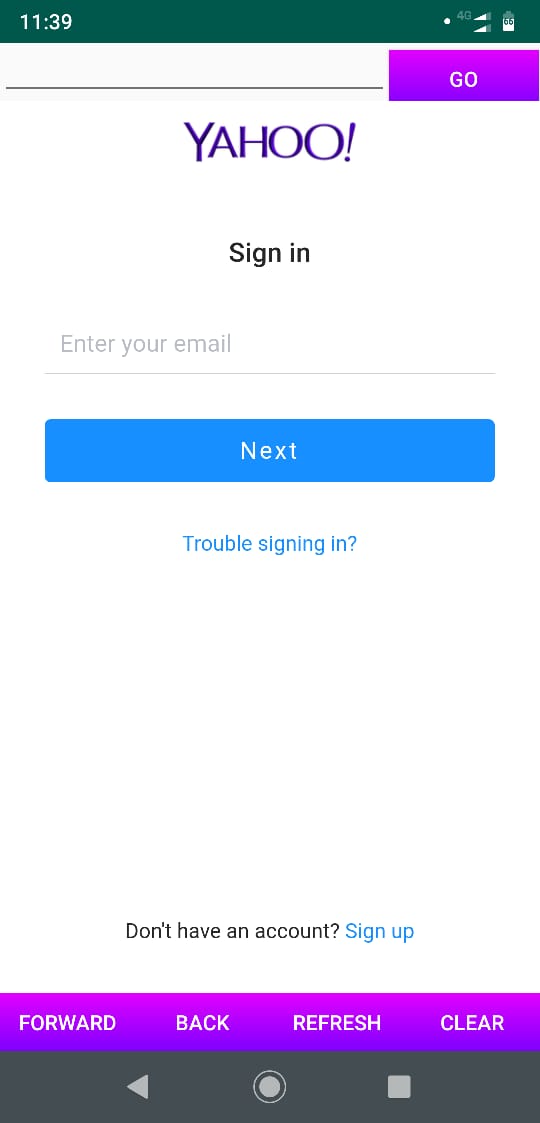 11:39
4G
66
GO
YAHOO!
Sign in
Enter your email
Next
Trouble signing in?
Don't have an account? Sign up
FORWARD BACK REFRESH CLEAR